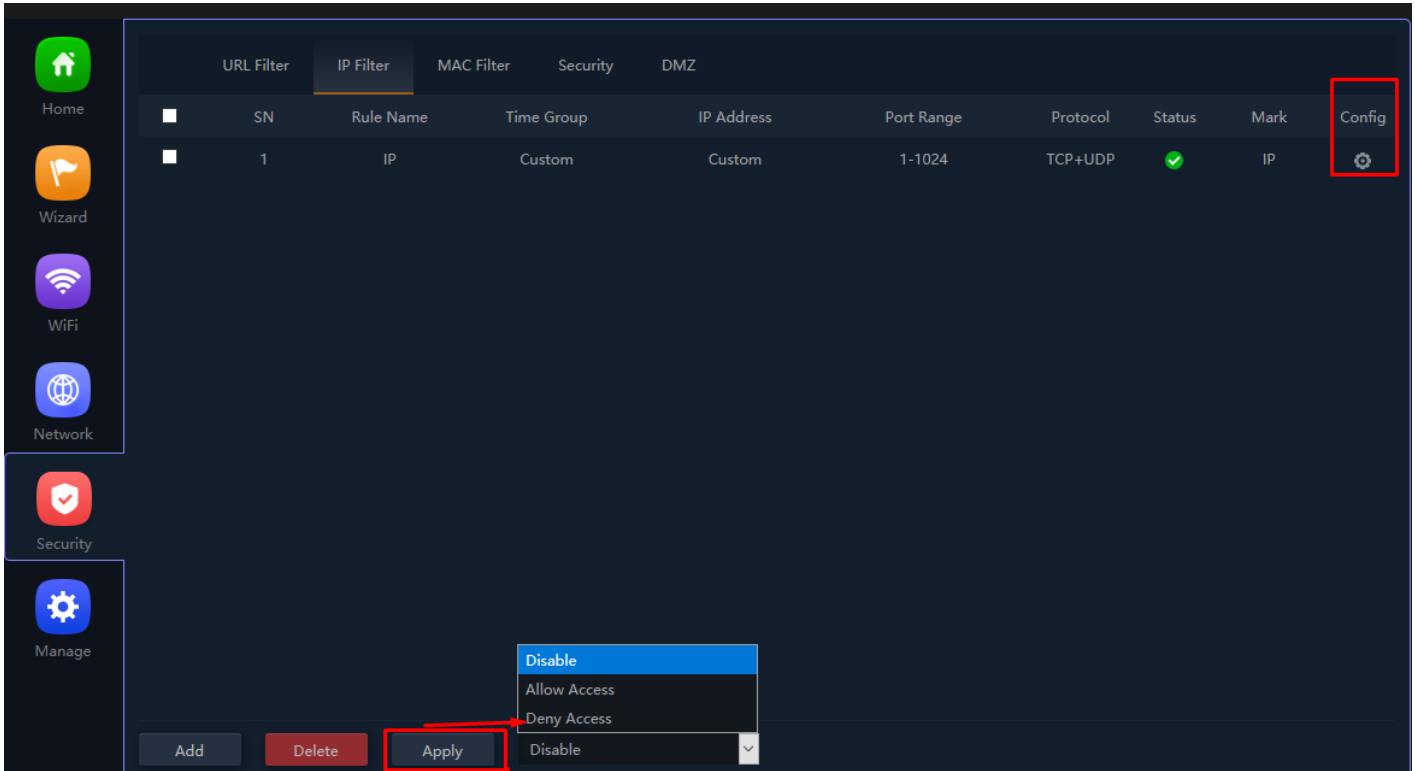 URL Filter IP Filter MAC Filter Security DMZ
Home
SN Rule Name Time Group IP Address Port Range Protocol Status Mark Config
1 IP Custom Custom 1-1024 TCP+UDP IP
Wizard
WiFi
Network
Security
Manage
Disable
Allow Access
Deny Access
Add Delete Apply Disable